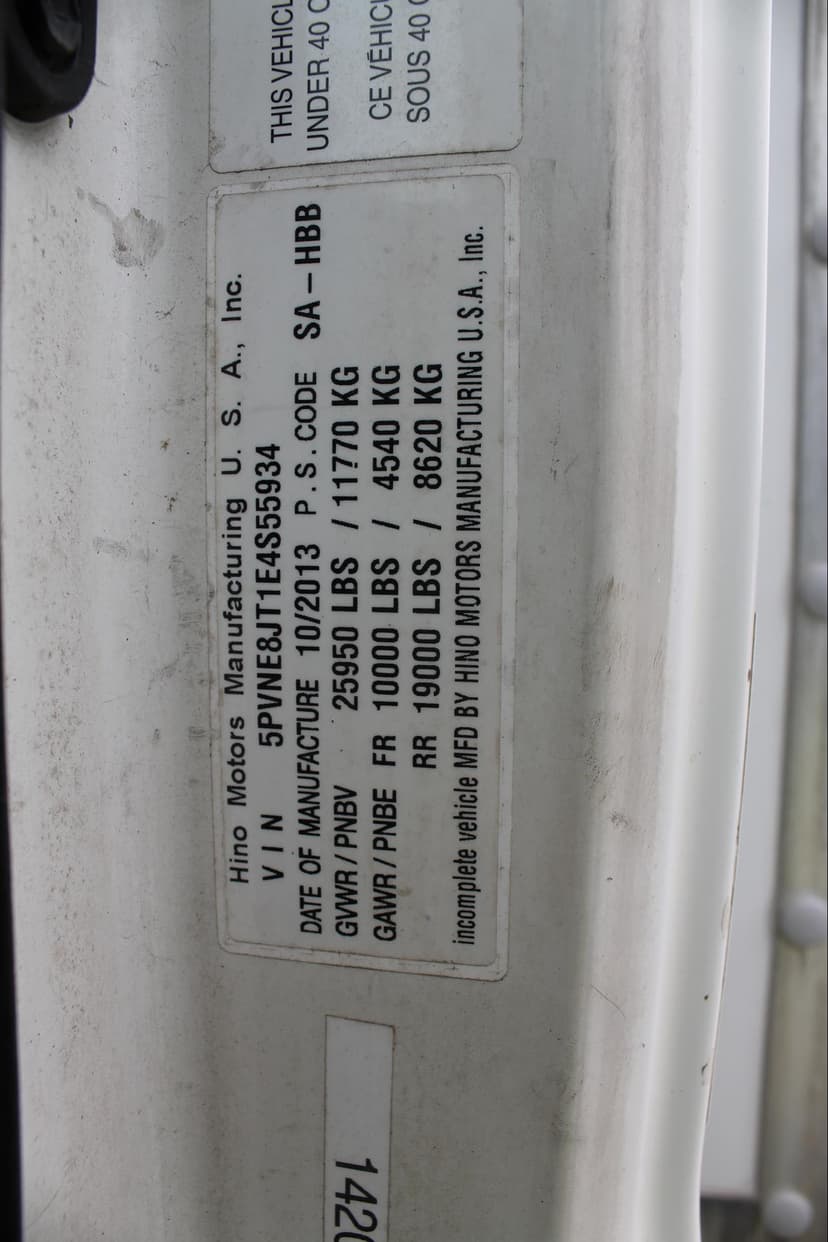 Hino Motors Manufacturing U. S. A., Inc.
VIN 5PVNE8JT1E4S55934
DATE OF MANUFACTURE 10/2013 P.S.CODE SA-HBB
GVWR/PNBV 25950 LBS / 11770 KG
GAWR/PNBE FR 10000 LBS / 4540 KG
RR 19000 LBS / 8620 KG
incomplete vehicle MFD BY HINO MOTORS MANUFACTURING U.S.A., Inc.
THIS VEHICL
UNDER 40 C
CE VÉHICU
SOUS 40 C